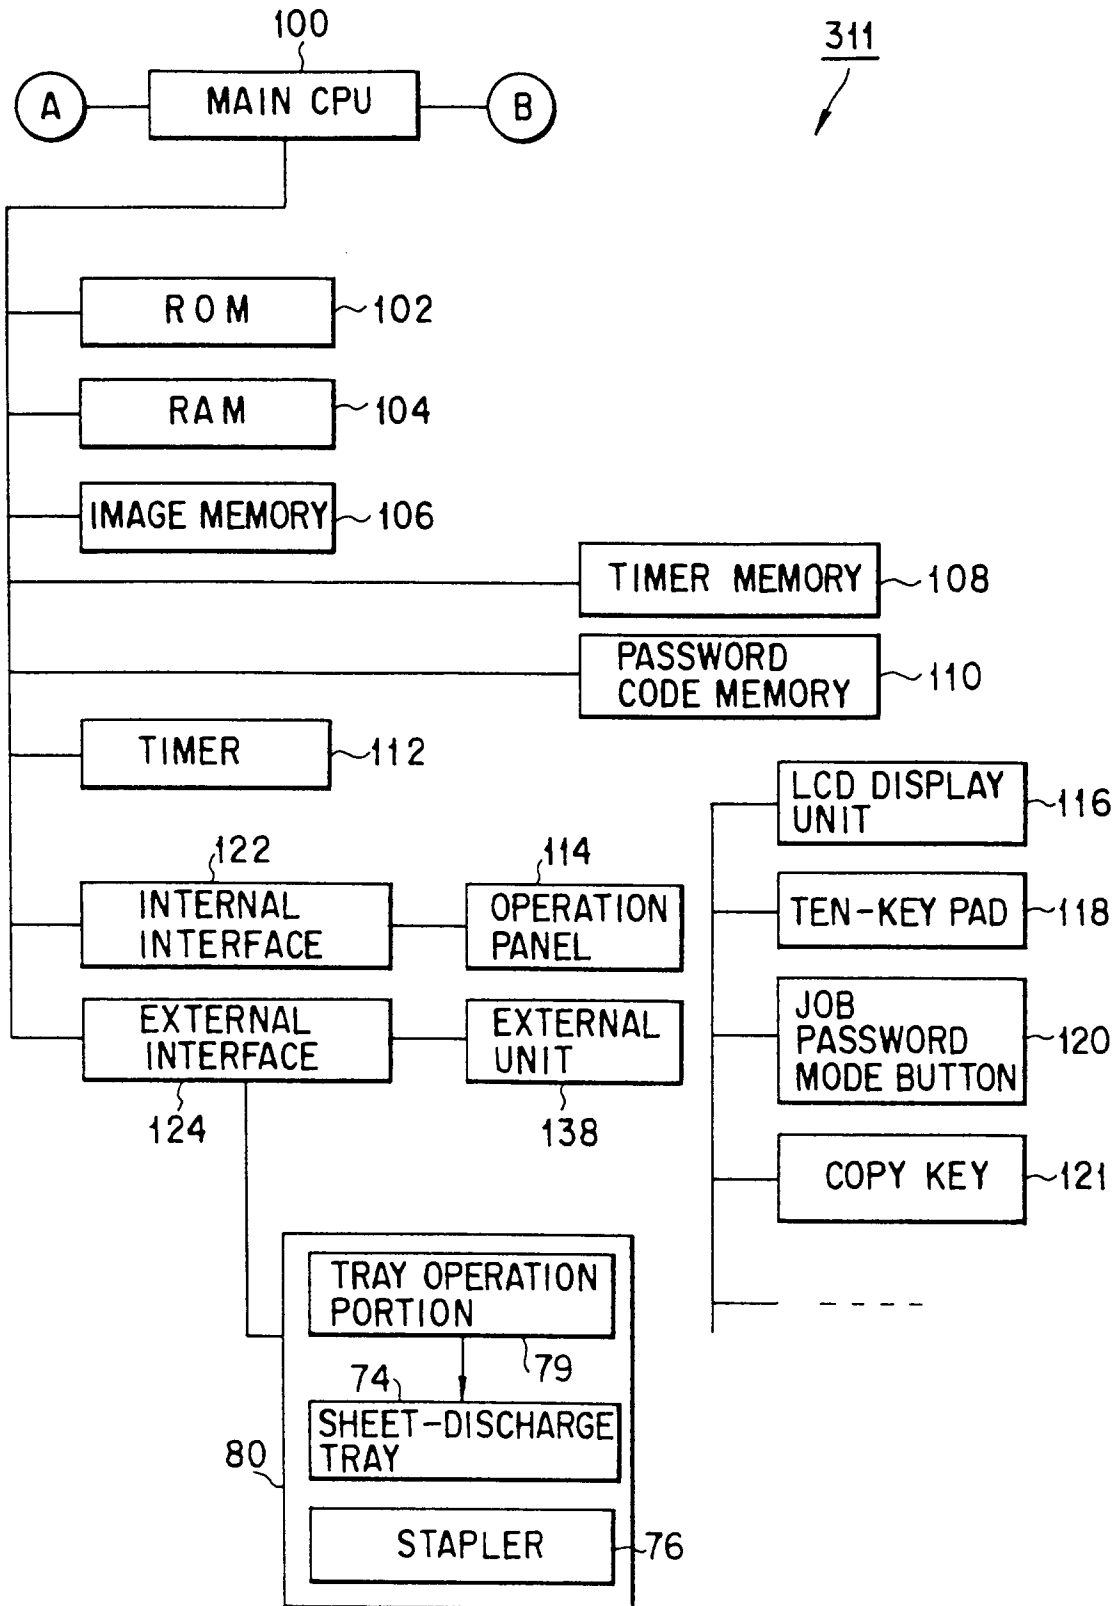 100
311
A
MAIN CPU
B
ROM
102
RAM
104
IMAGE MEMORY
106
TIMER MEMORY
108
PASSWORD
CODE MEMORY
110
TIMER
112
LCD DISPLAY
UNIT
116
122
INTERNAL
INTERFACE
114
OPERATION
PANEL
TEN-KEY PAD
118
EXTERNAL
INTERFACE
124
EXTERNAL
UNIT
138
JOB
PASSWORD
MODE BUTTON
120
COPY KEY
121
TRAY OPERATION
PORTION
79
74
SHEET-DISCHARGE
TRAY
80
STAPLER
76